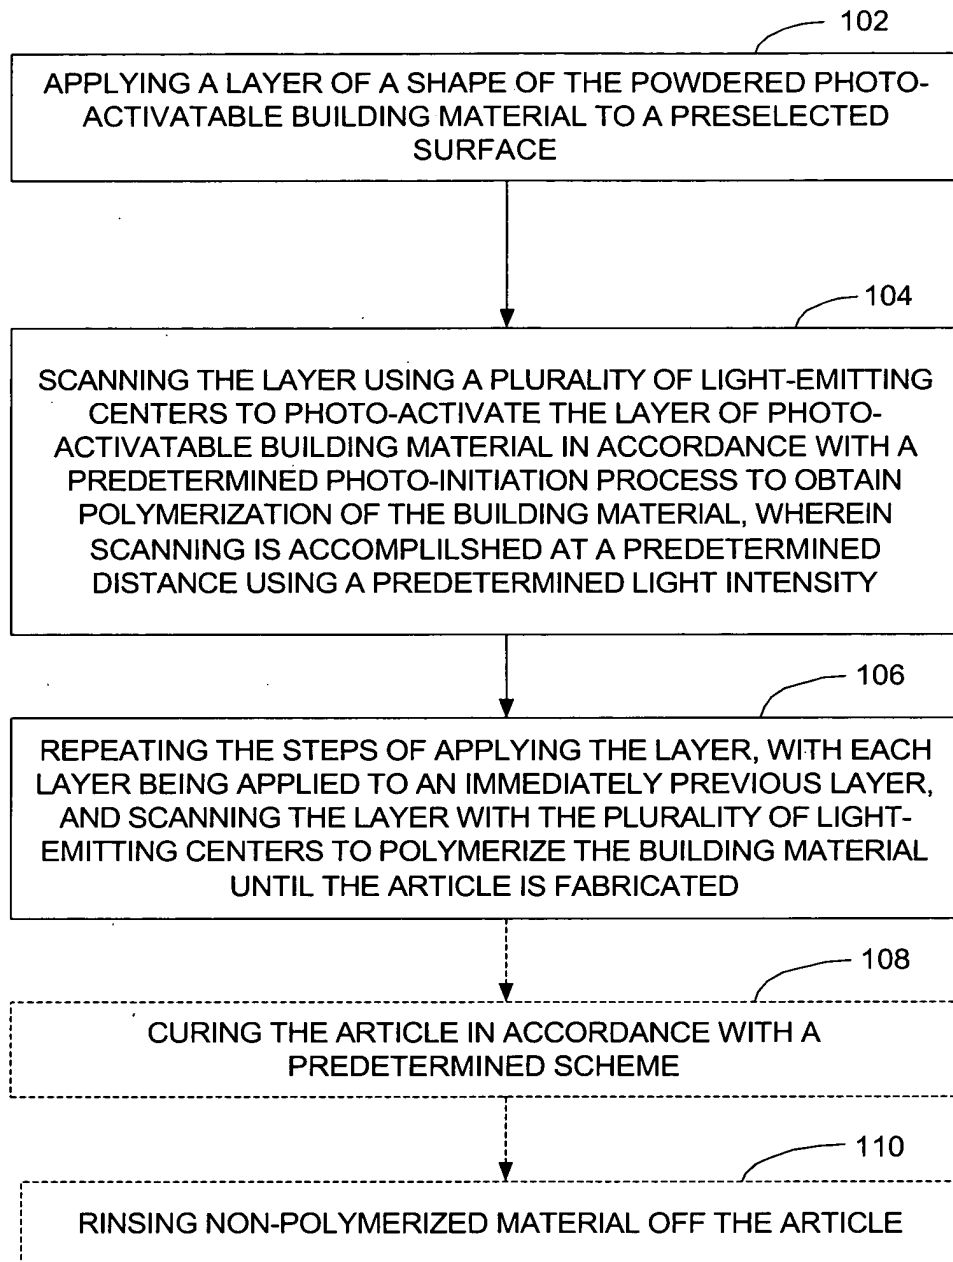 102
APPLYING A LAYER OF A SHAPE OF THE POWDERED PHOTO-
ACTIVATABLE BUILDING MATERIAL TO A PRESELECTED
SURFACE
104
SCANNING THE LAYER USING A PLURALITY OF LIGHT-EMITTING
CENTERS TO PHOTO-ACTIVATE THE LAYER OF PHOTO-
ACTIVATABLE BUILDING MATERIAL IN ACCORDANCE WITH A
PREDETERMINED PHOTO-INITIATION PROCESS TO OBTAIN
POLYMERIZATION OF THE BUILDING MATERIAL, WHEREIN
SCANNING IS ACCOMPLILSHED AT A PREDETERMINED
DISTANCE USING A PREDETERMINED LIGHT INTENSITY
106
REPEATING THE STEPS OF APPLYING THE LAYER, WITH EACH
LAYER BEING APPLIED TO AN IMMEDIATELY PREVIOUS LAYER,
AND SCANNING THE LAYER WITH THE PLURALITY OF LIGHT-
EMITTING CENTERS TO POLYMERIZE THE BUILDING MATERIAL
UNTIL THE ARTICLE IS FABRICATED
108
CURING THE ARTICLE IN ACCORDANCE WITH A
PREDETERMINED SCHEME
110
RINSING NON-POLYMERIZED MATERIAL OFF THE ARTICLE